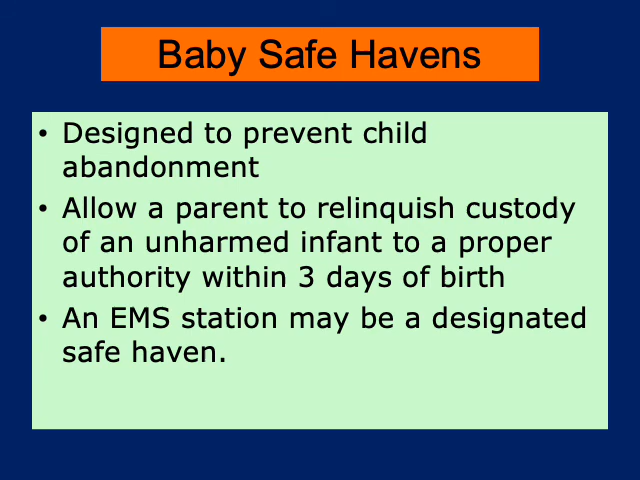 Baby Safe Havens
• Designed to prevent child
abandonment
• Allow a parent to relinquish custody
of an unharmed infant to a proper
authority within 3 days of birth
• An EMS station may be a designated
safe haven.